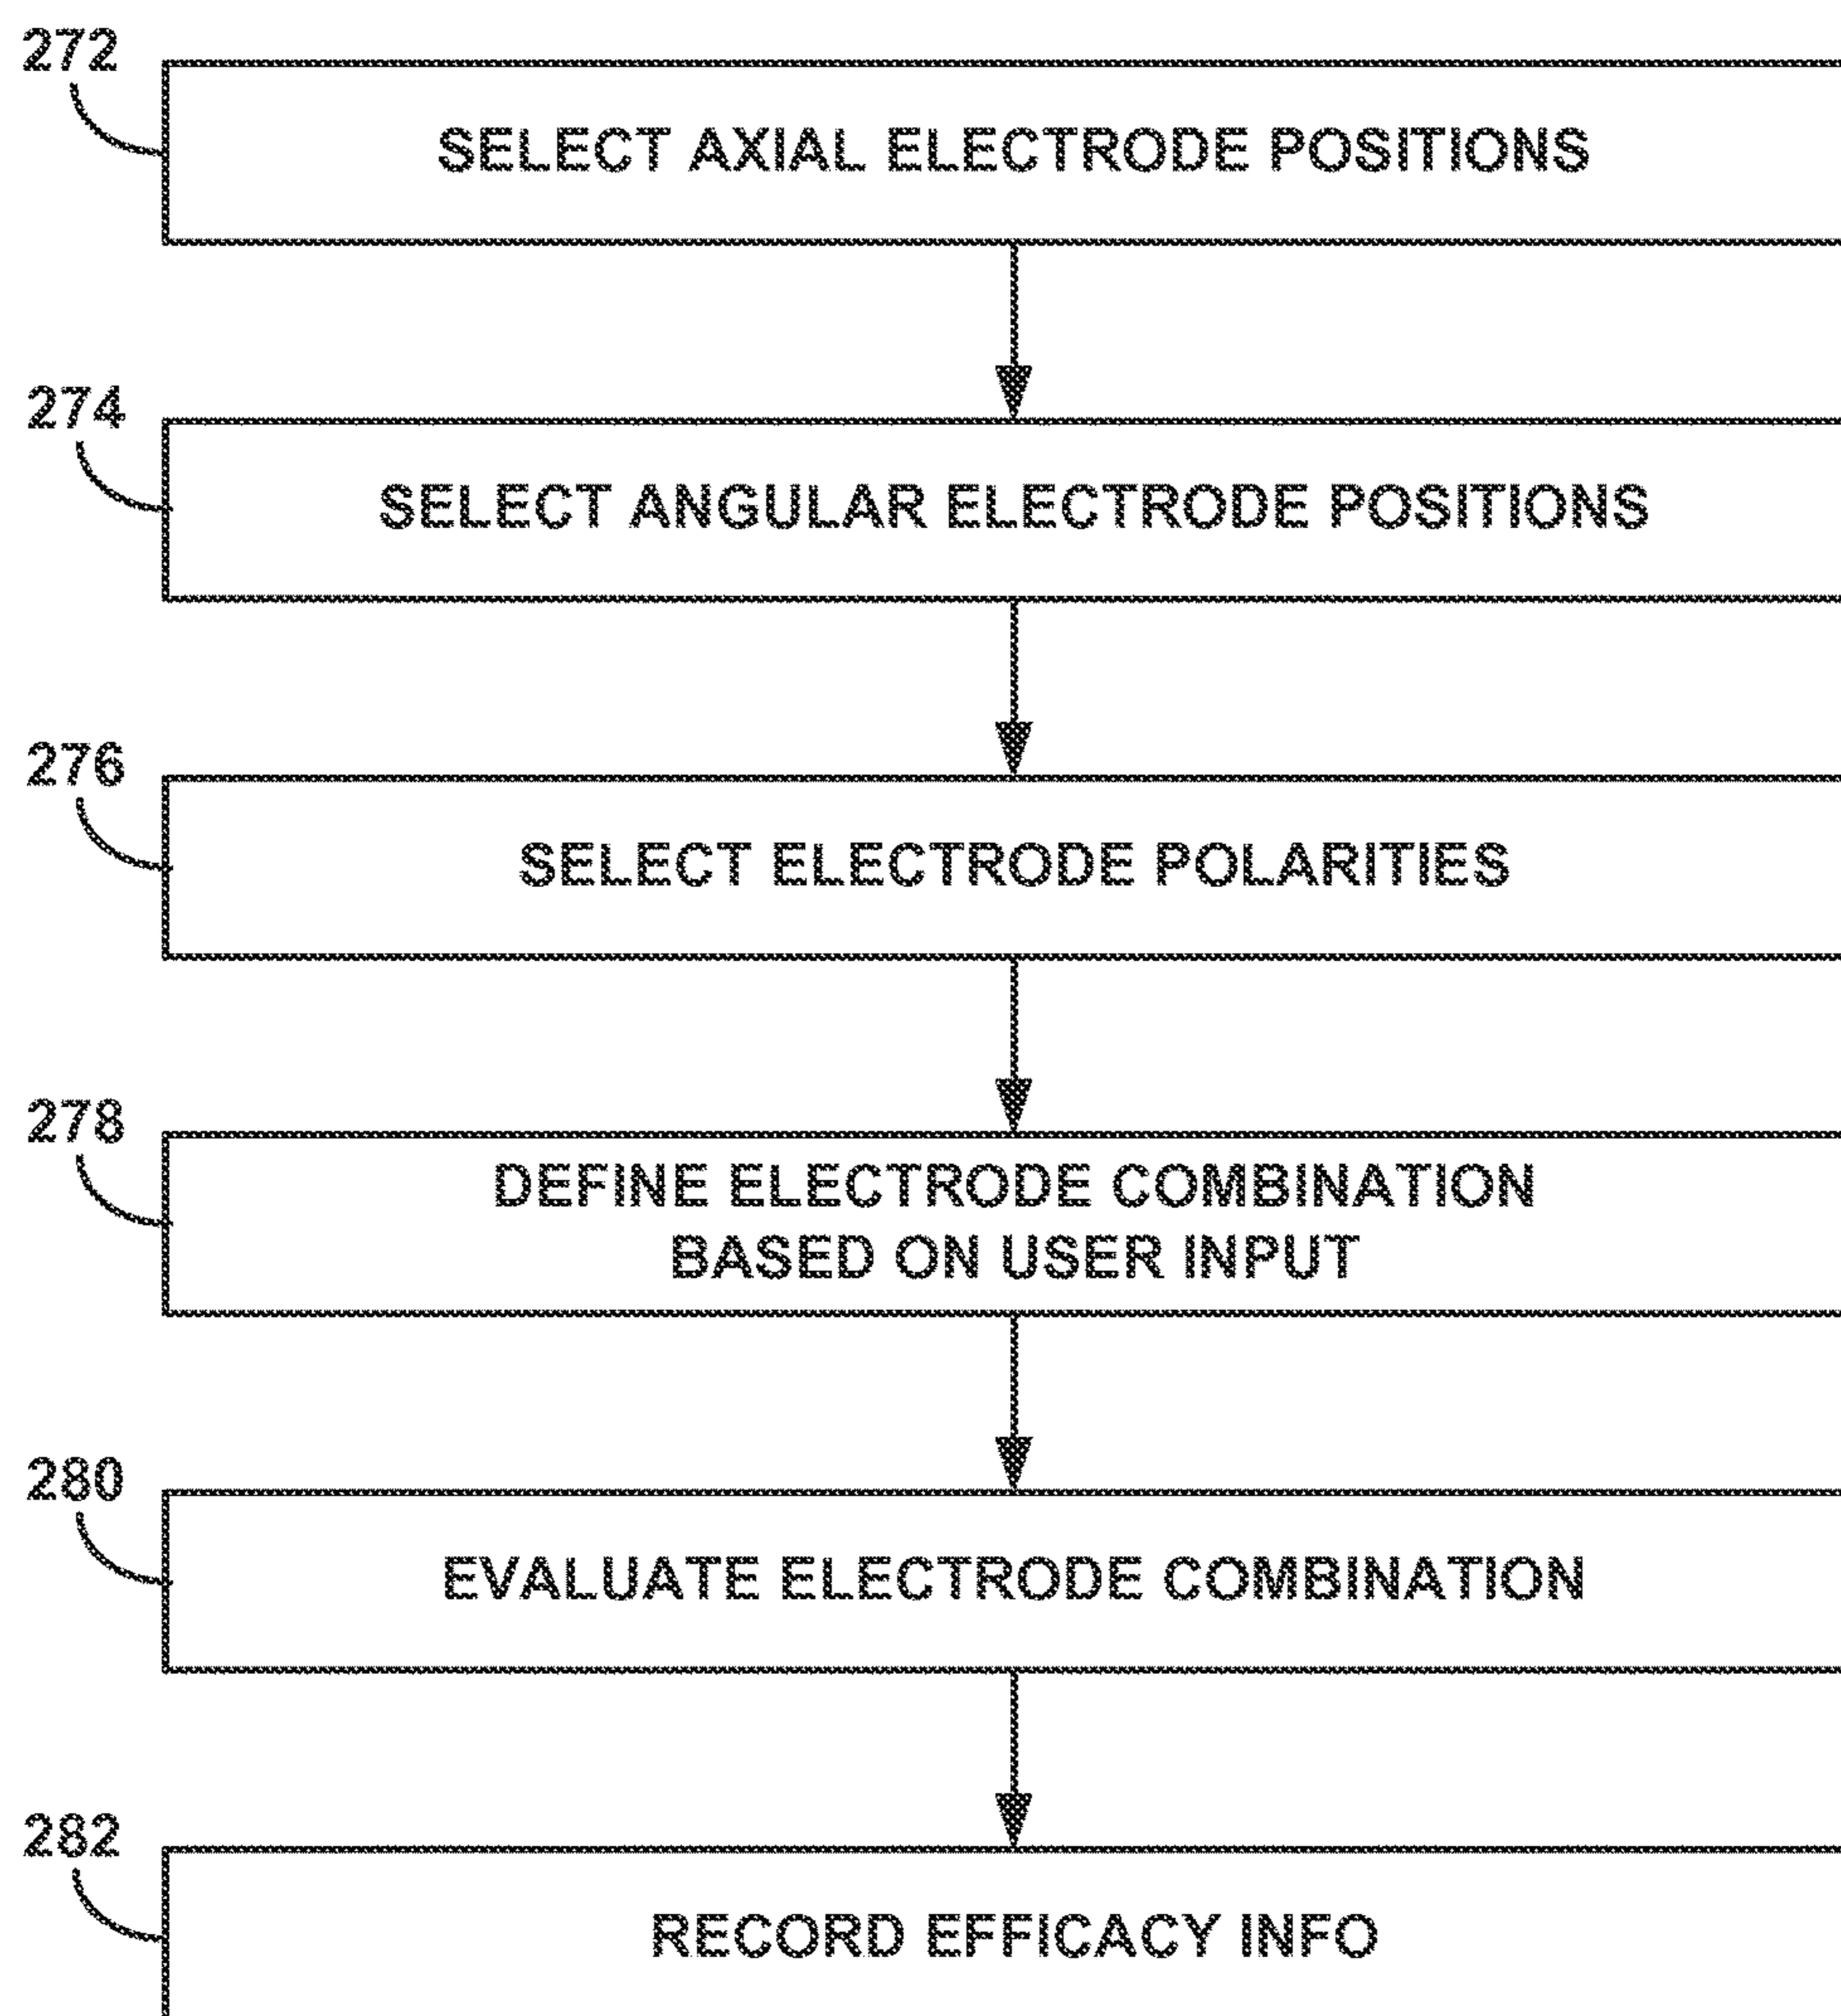 272
SELECT AXIAL ELECTRODE POSITIONS
274
SELECT ANGULAR ELECTRODE POSITIONS
276
SELECT ELECTRODE POLARITIES
278
DEFINE ELECTRODE COMBINATION
BASED ON USER INPUT
280
EVALUATE ELECTRODE COMBINATION
282
RECORD EFFICACY INFO